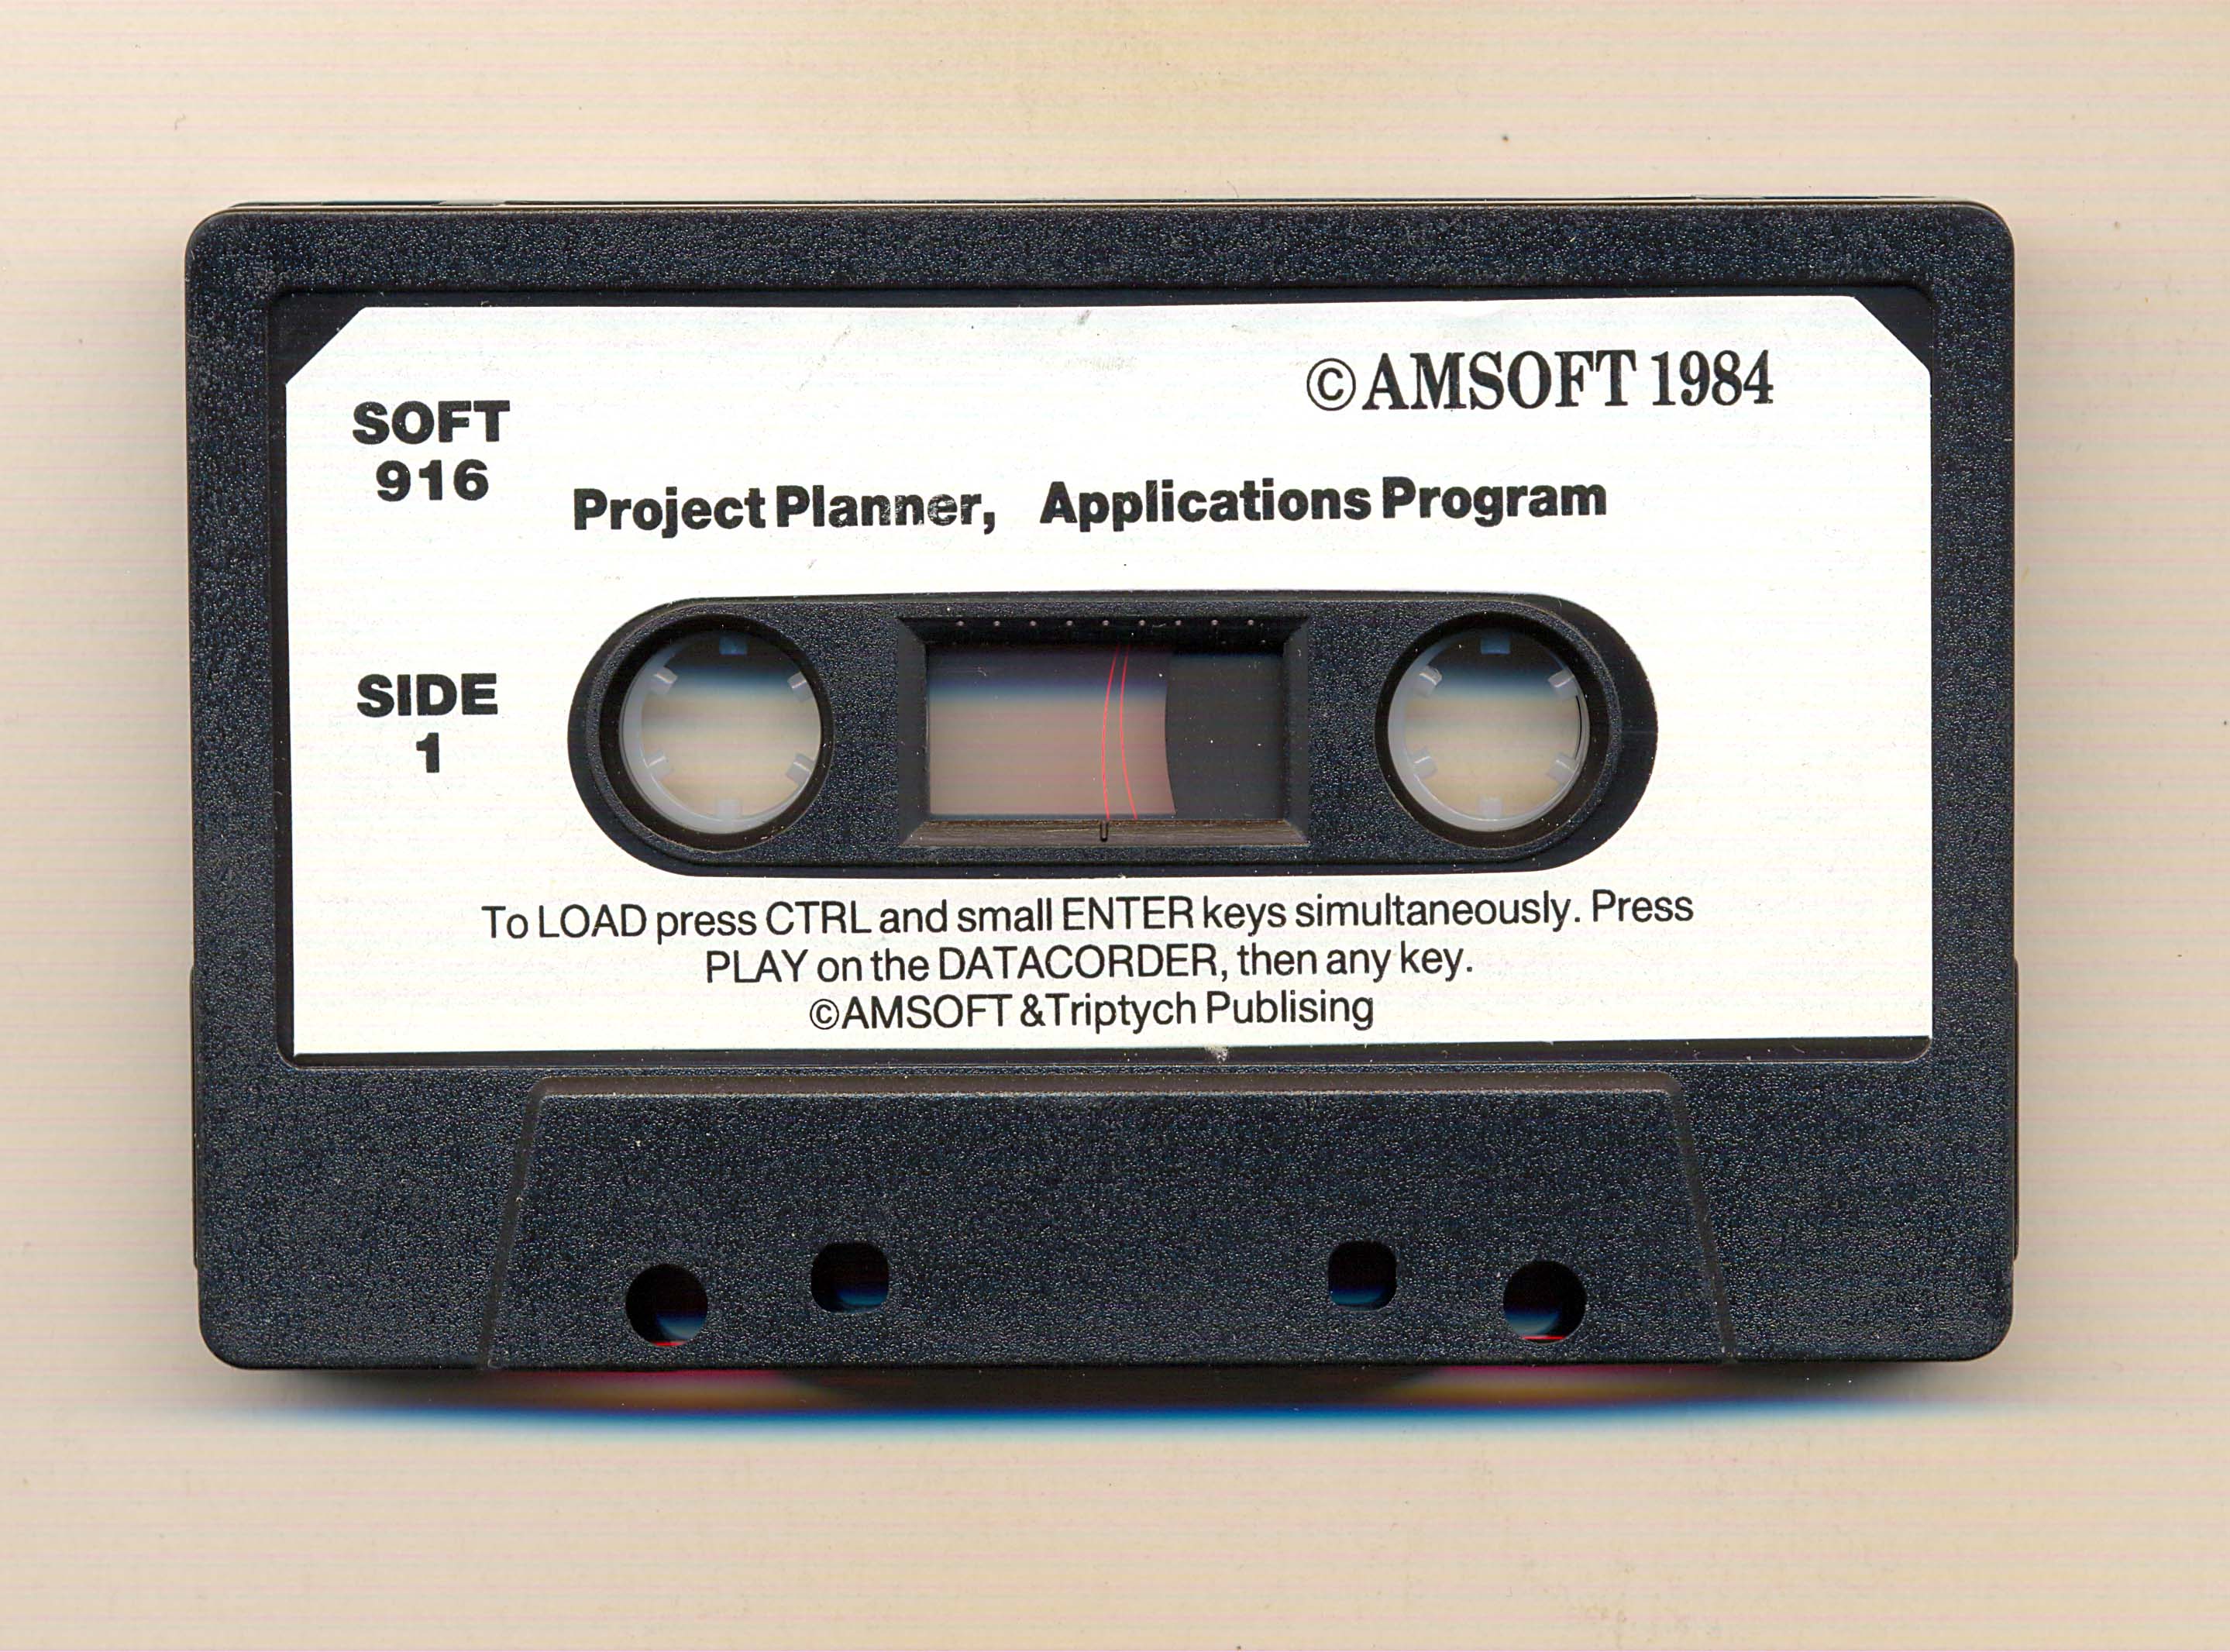 ©AMSOFT 1984
SOFT
916
Project Planner, Applications Program
SIDE
1
To LOAD press CTRL and small ENTER keys simultaneously. Press
PLAY on the DATACORDER, then any key.
©AMSOFT & Triptych Publising